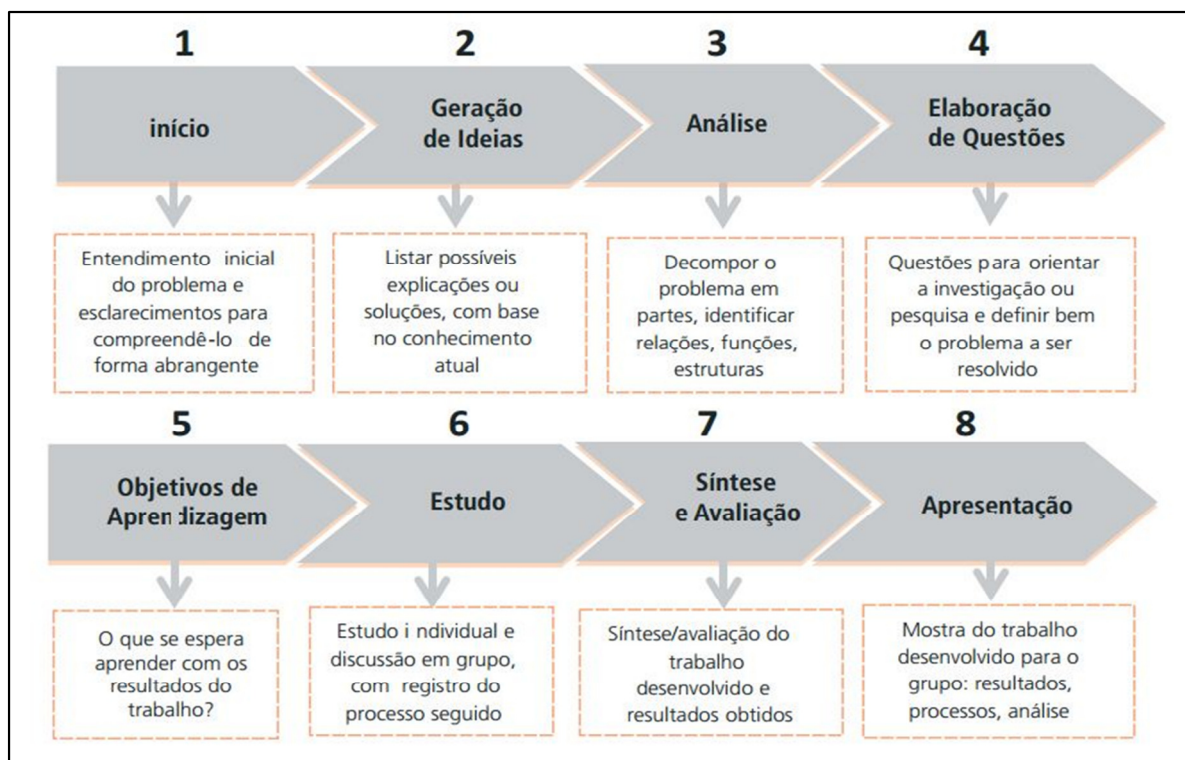 1
2
3
4
início
Geração
de Ideias
Análise
Elaboração
de Questões
Entendimento inicial
do problema e
esclarecimentos para
compreendê-lo de
forma abrangente
Listar possíveis
explicações ou
soluções, com base
no conhecimento
atual
Decompor o
problema em
partes, identificar
relações, funções,
estruturas
Questões para orientar
a investigação ou
pesquisa e definir bem
o problema a ser
resolvido
5
6
7
8
Objetivos de
Aprendizagem
Estudo
Síntese
e Avaliação
Apresentação
O que se espera
aprender com os
resultados do
trabalho?
Estudo i ndividual e
discussão em grupo,
com registro do
processo seguido
Síntese/avaliação do
trabalho
desenvolvido e
resultados obtidos
Mostra do trabalho
desenvolvido para o
grupo: resultados,
processos, análise